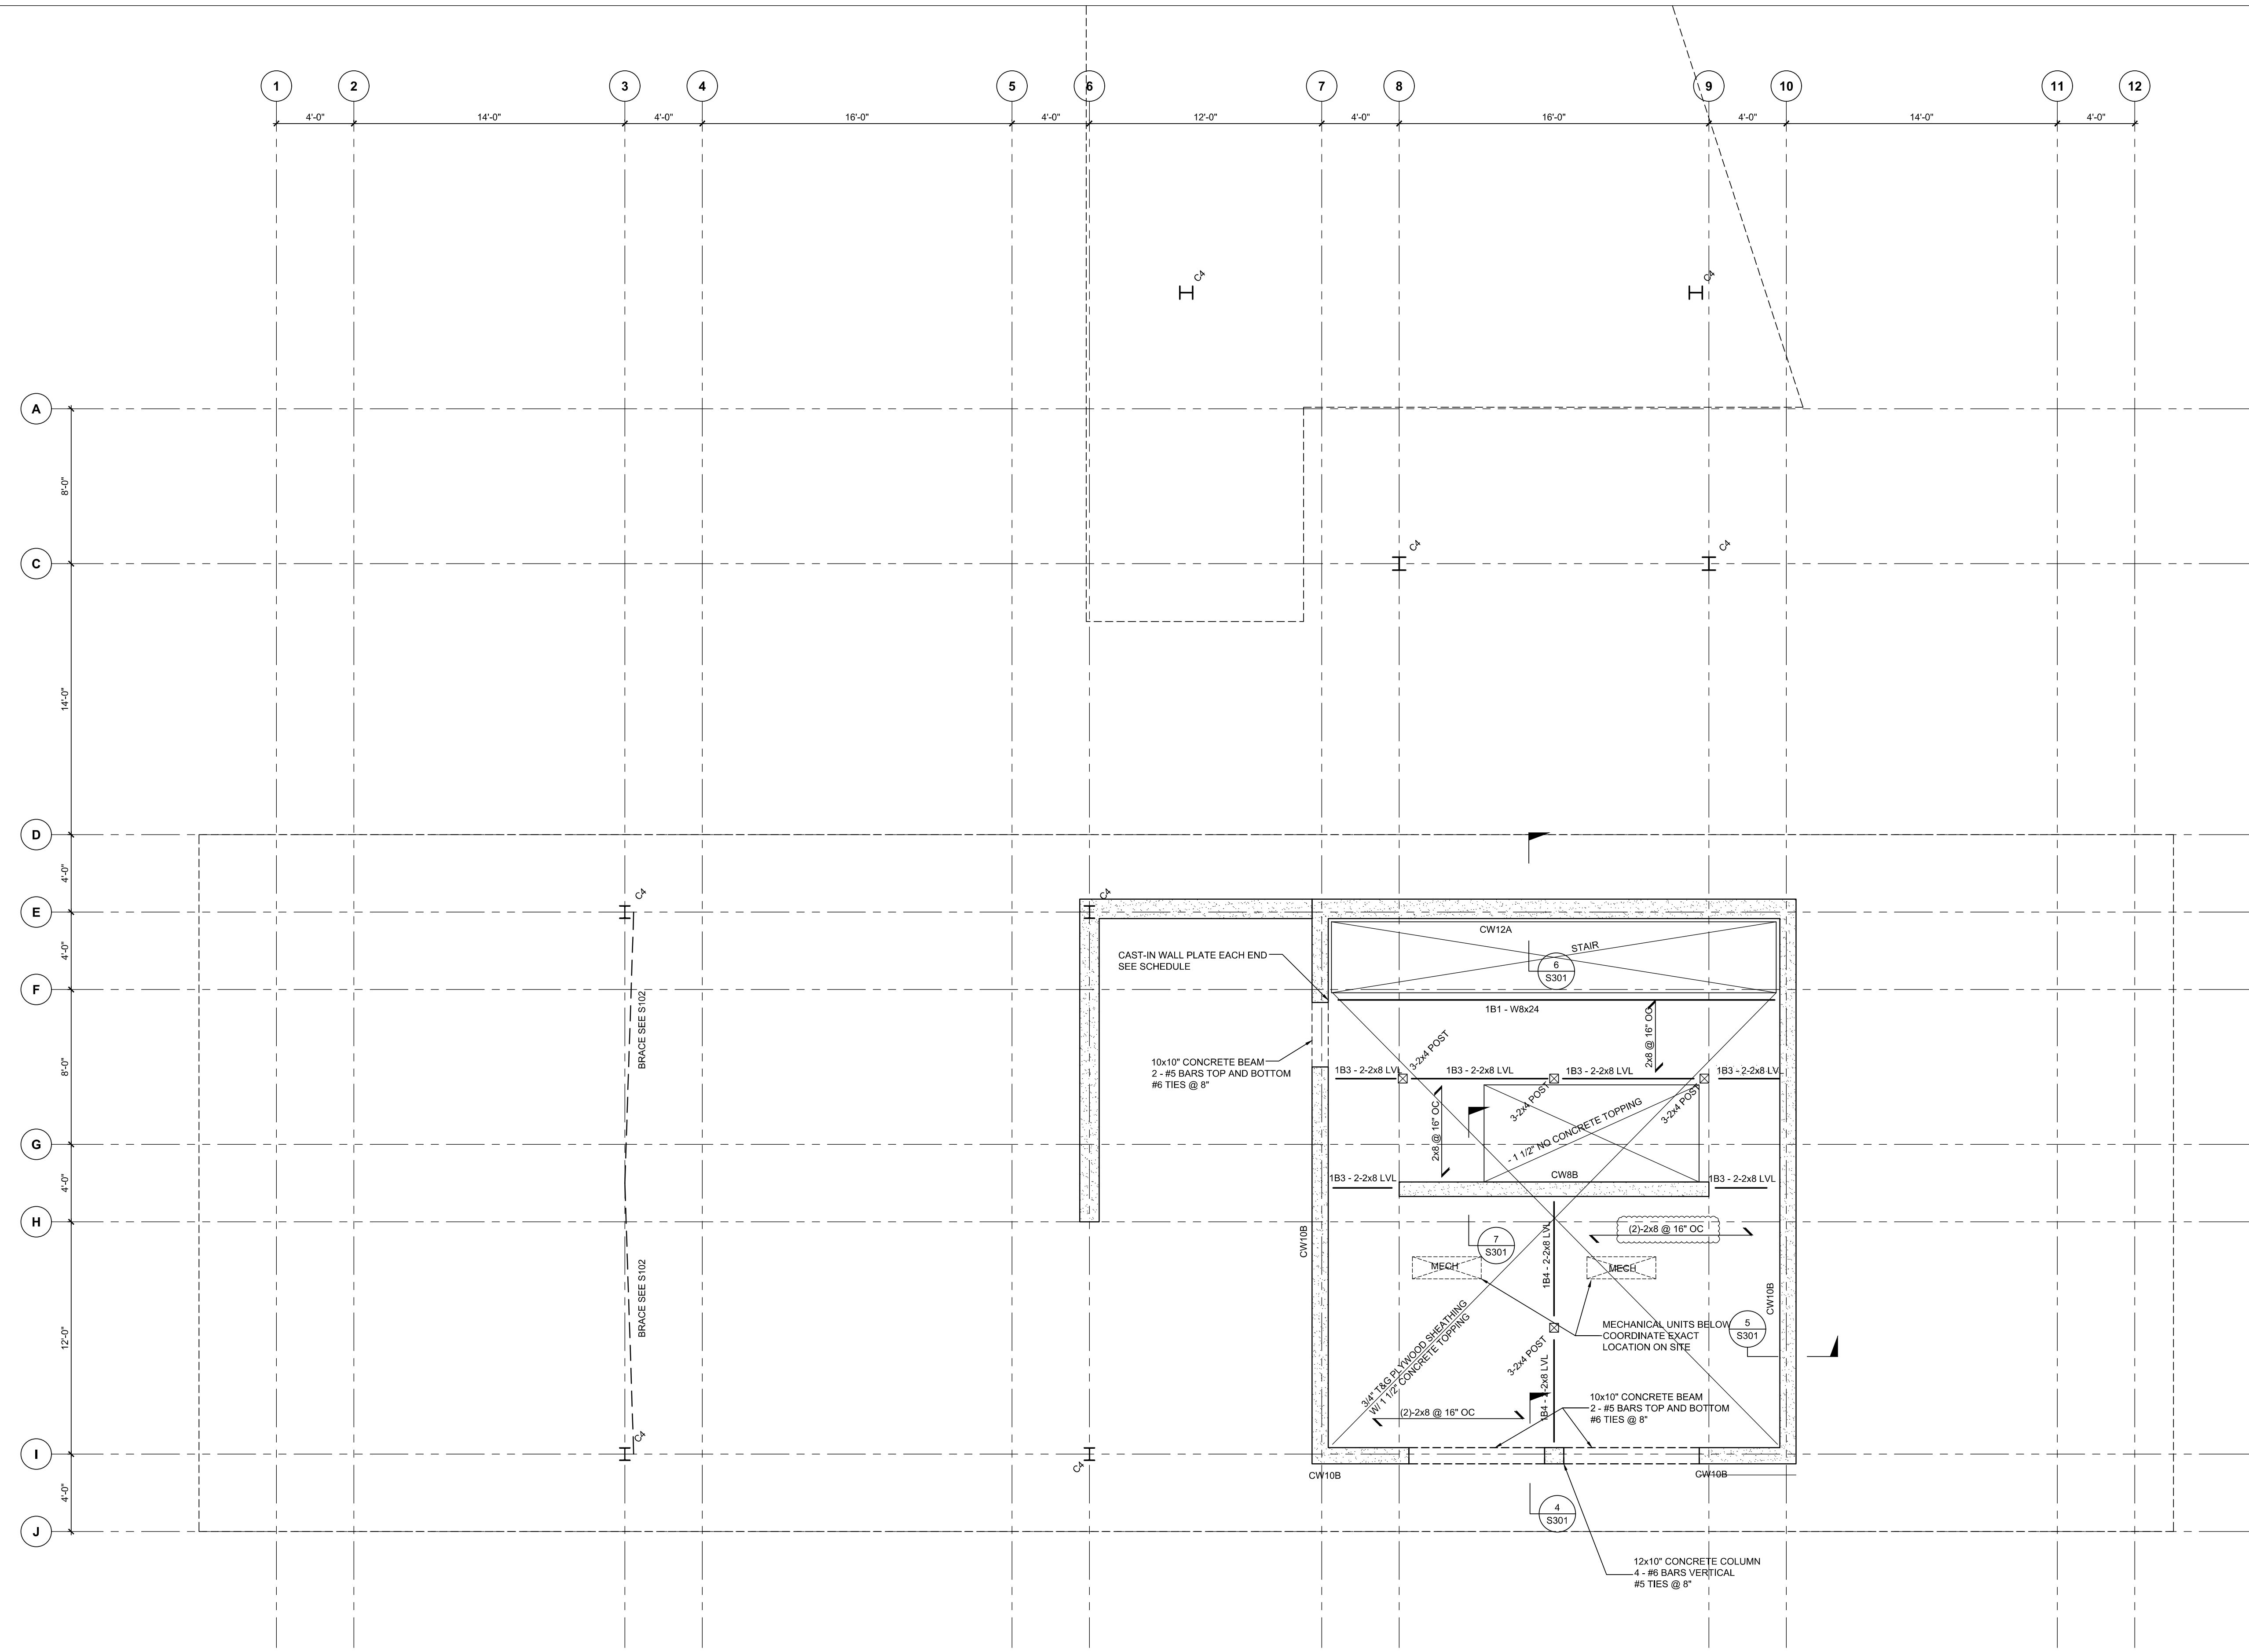 1
2
3
4
5
6
7
8
9
10
11
12
4'-0"
14'-0"
4'-0"
16'-0"
4'-0"
12'-0"
4'-0"
16'-0"
4'-0"
14'-0"
4'-0"
C4
C4
A
8'-0"
C4
C4
C
14'-0"
D
4'-0"
C4
C4
E
4'-0"
CW12A
STAIR
6
S301
CAST-IN WALL PLATE EACH END
SEE SCHEDULE
F
1B1 - W8x24
BRACE SEE S102
2x8 @ 16" OC
8'-0"
3-2x4 POST
10x10" CONCRETE BEAM
2 - #5 BARS TOP AND BOTTOM
#6 TIES @ 8"
1B3 - 2-2x8 LVL
1B3 - 2-2x8 LVL
1B3 - 2-2x8 LVL
1B3 - 2-2x8 LVL
3-2x4 POST
3-2x4 POST
2x8 @ 16" OC
- 1 1/2" NO CONCRETE TOPPING
G
4'-0"
1B3 - 2-2x8 LVL
CW8B
1B3 - 2-2x8 LVL
H
CW10B
(2)-2x8 @ 16" OC
7
S301
1B4 - 2-2x8 LVL
MECH
MECH
BRACE SEE S102
12'-0"
CW10B
3/4" T&G PLYWOOD SHEATHING
W/ 1 1/2" CONCRETE TOPPING
MECHANICAL UNITS BELOW
COORDINATE EXACT
LOCATION ON SITE
5
S301
3-2x4 POST
1B4 - 2-2x8 LVL
10x10" CONCRETE BEAM
2 - #5 BARS TOP AND BOTTOM
#6 TIES @ 8"
(2)-2x8 @ 16" OC
C4
I
C4
CW10B
CW10B
4'-0"
4
S301
J
12x10" CONCRETE COLUMN
4 - #6 BARS VERTICAL
#5 TIES @ 8"